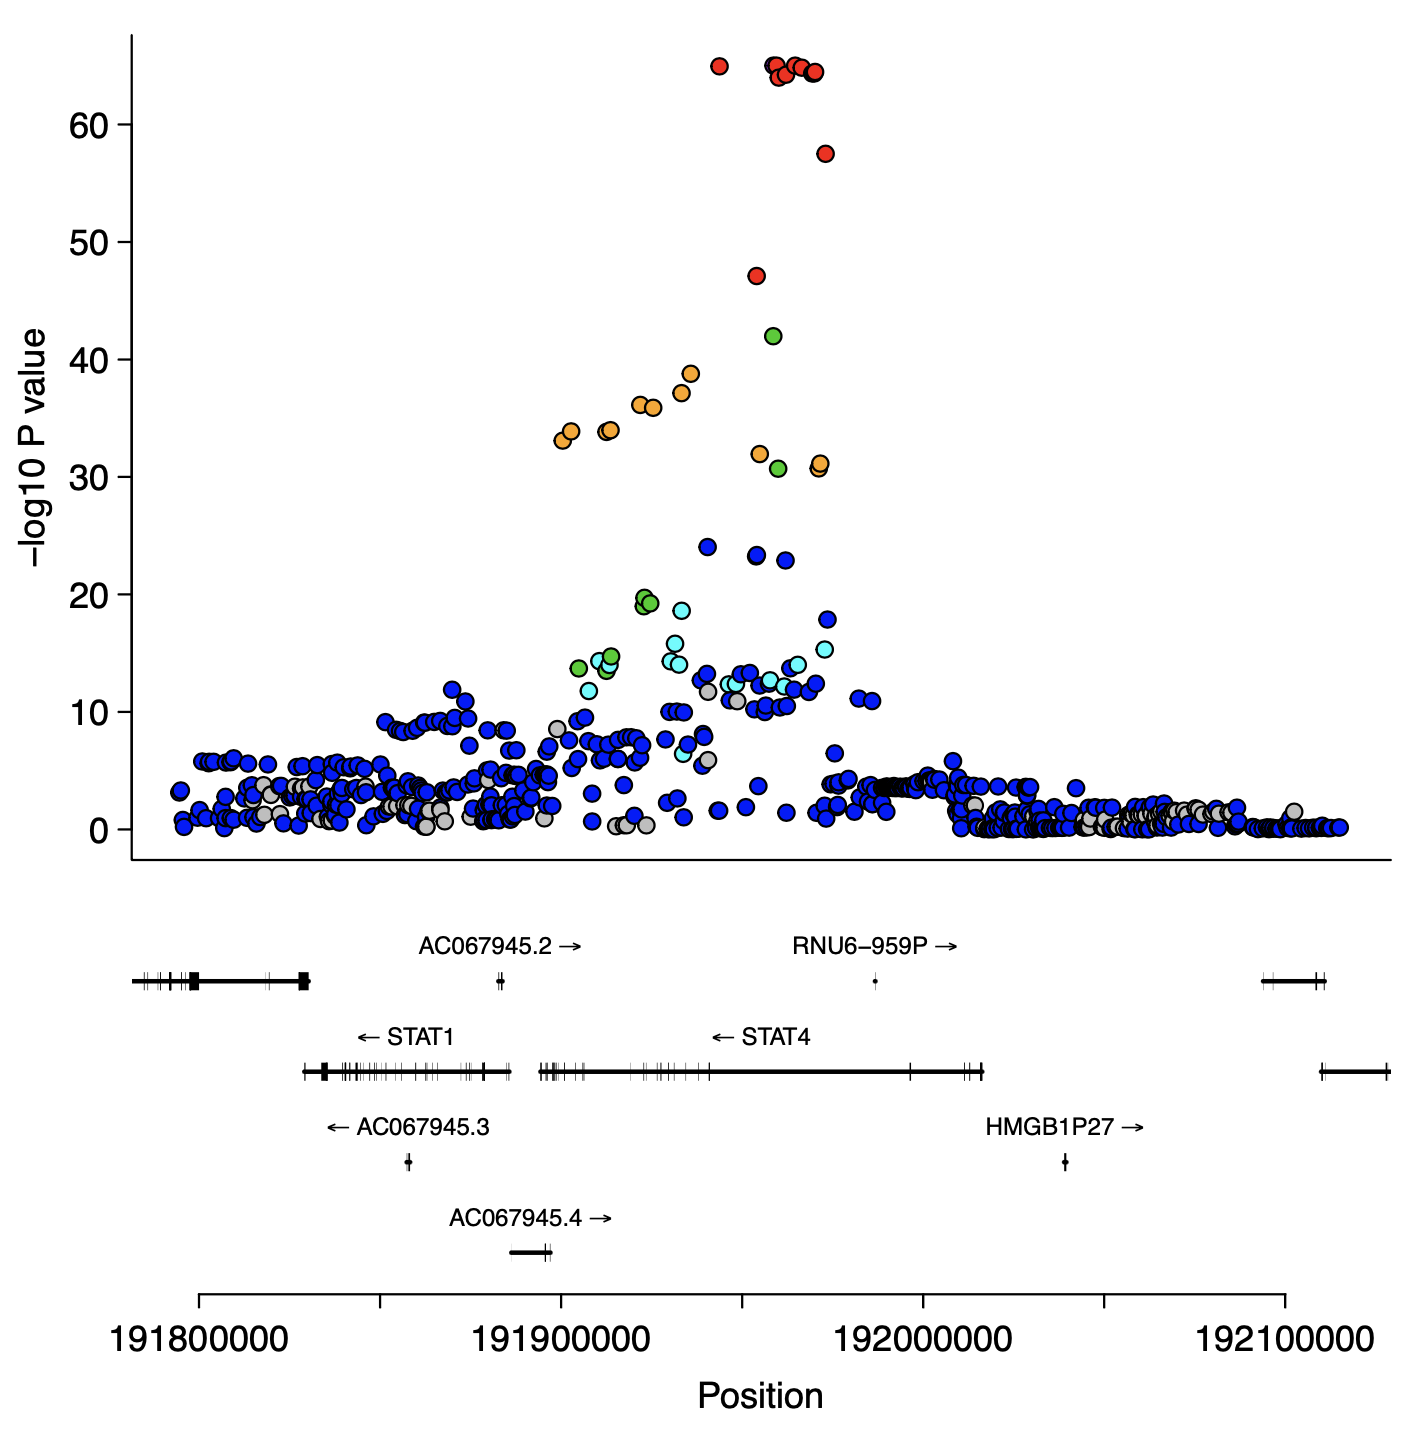 60
50
40
30
20
10
0
−log10 P value
AC067945.2 → RNU6−959P →
← STAT1 ← STAT4
← AC067945.3 HMGB1P27 →
AC067945.4 →
191800000 191900000 192000000 192100000
Position